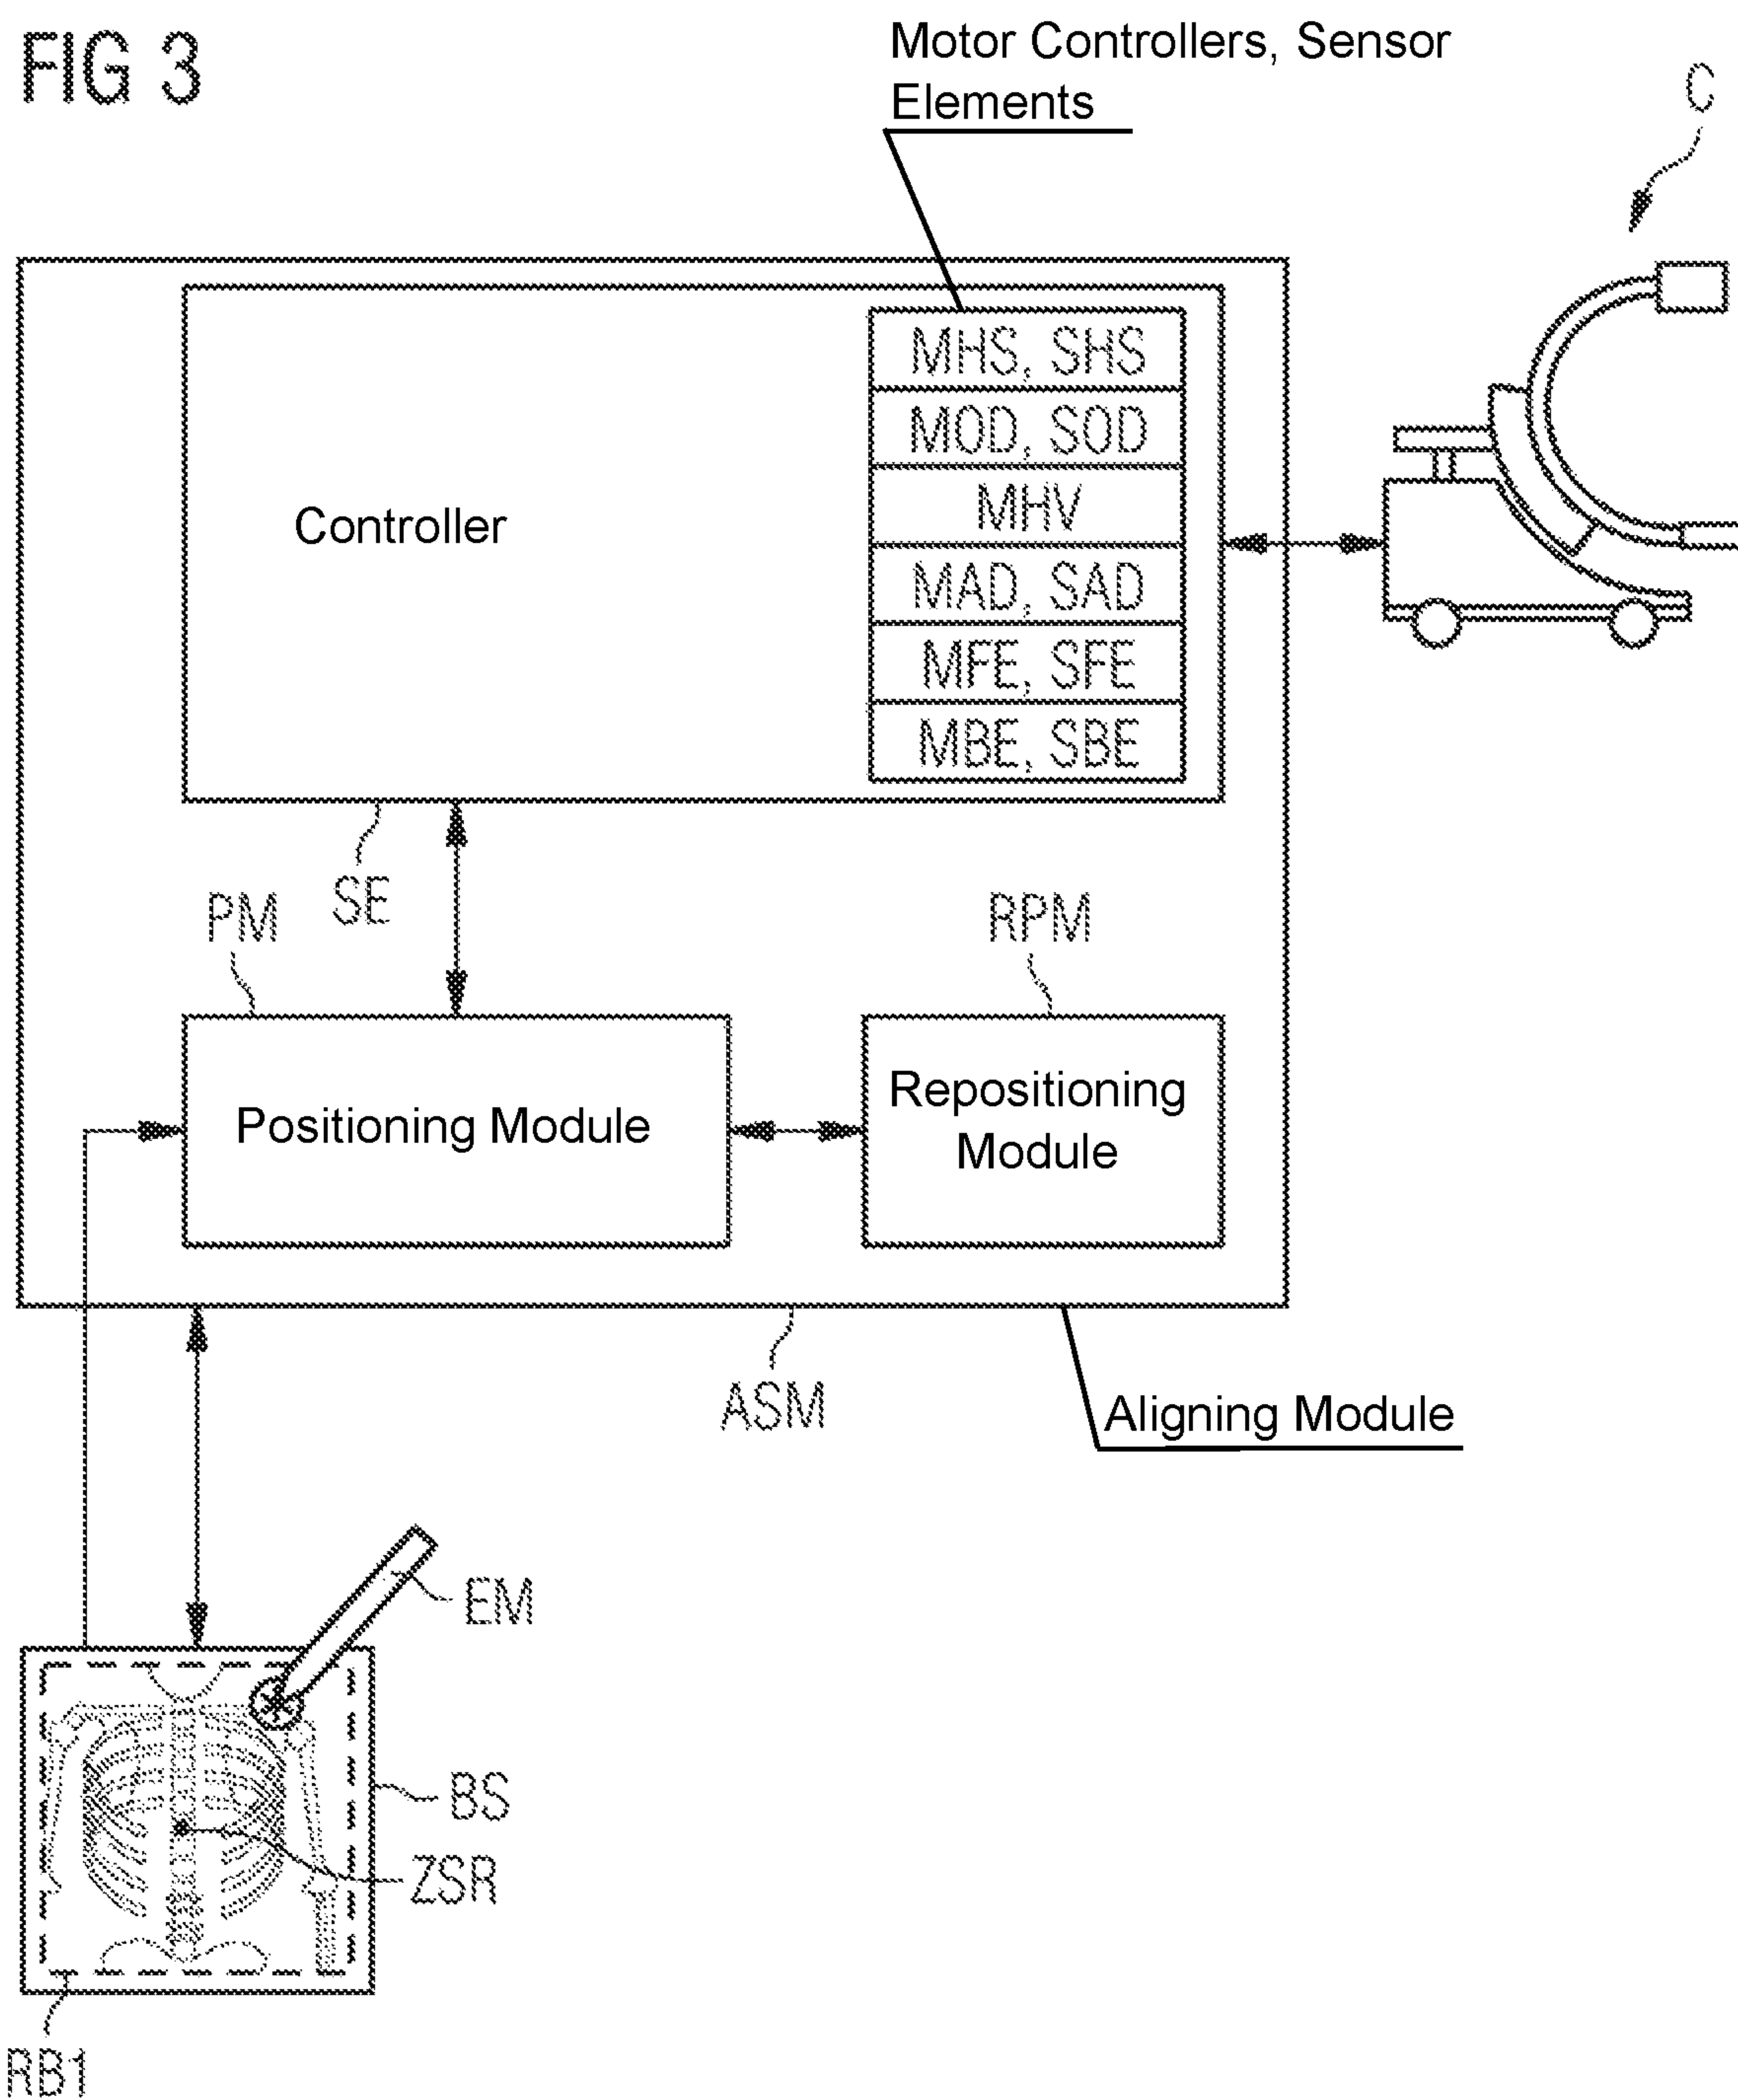 FIG 3
Motor Controllers, Sensor
Elements
C
MHS, SHS
MOD, SOD
MHV
MAD, SAD
MFE, SFE
MBE, SBE
Controller
SE
PM
RPM
Positioning Module
Repositioning
Module
ASM
Aligning Module
EM
BS
ZSR
RB1